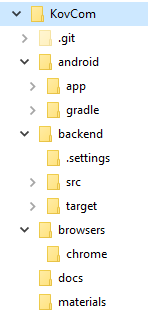 KovCom
.git
android
app
gradle
backend
.settings
src
target
browsers
chrome
docs
materials